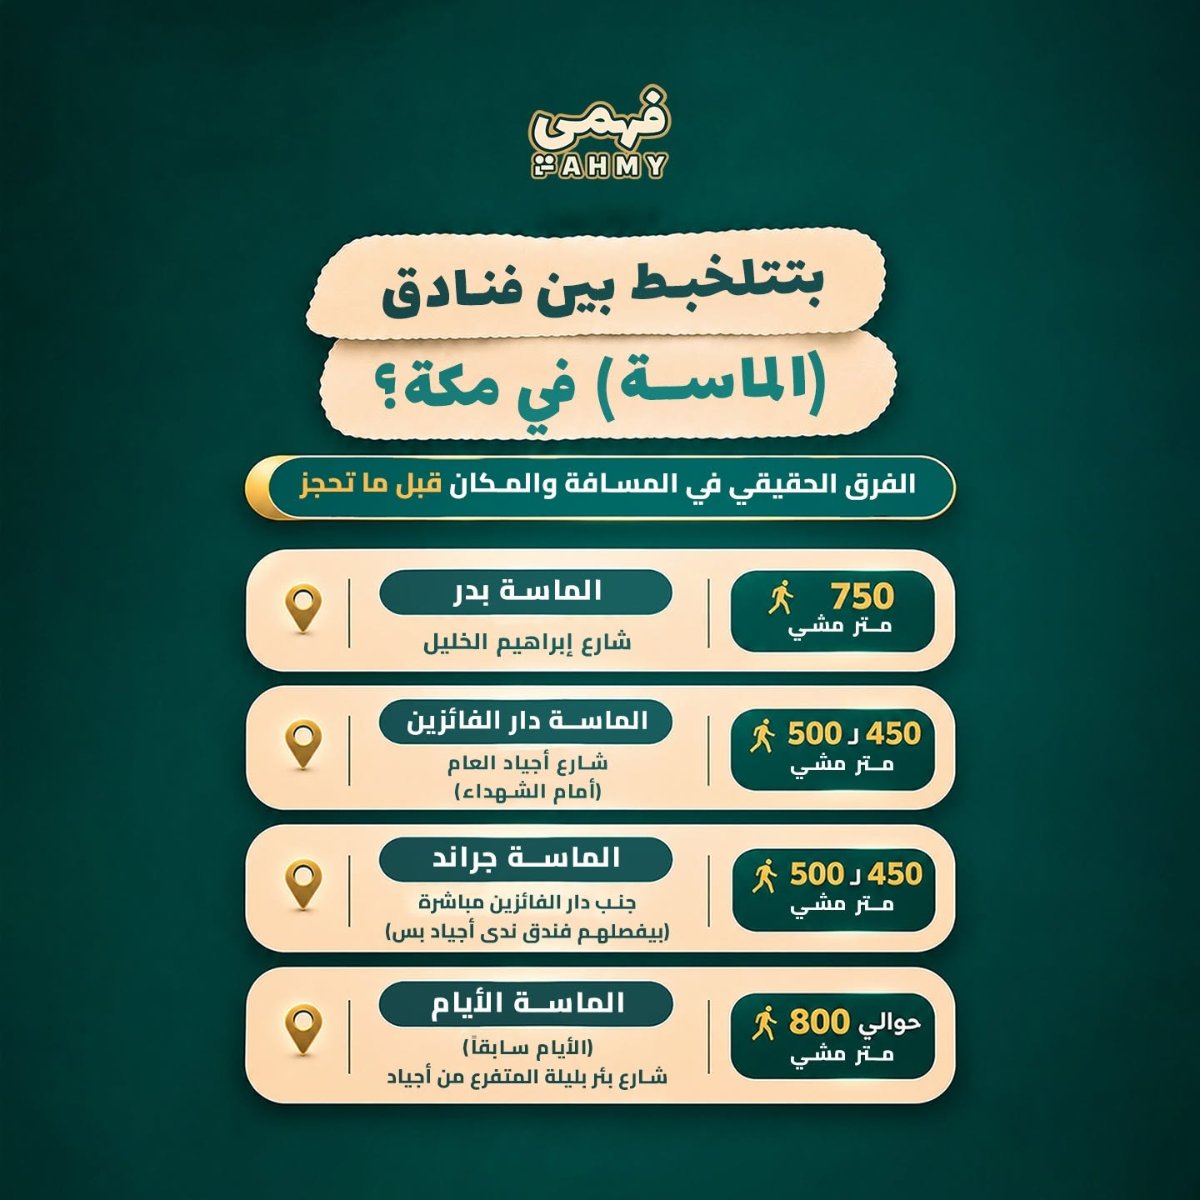 فهمي
FAHMY
بتتلخبط بين فنادق
(الماسة) في مكة؟
الفرق الحقيقي في المسافة والمكان قبل ما تحجز
الماسة بدر
شارع إبراهيم الخليل
750
متر مشي
الماسة دار الفائزين
شارع أجياد العام
(أمام الشهداء)
450 لـ 500
متر مشي
الماسة جراند
جنب دار الفائزين مباشرة
(بيفصلهم فندق ندى أجياد بس)
450 لـ 500
متر مشي
الماسة الأيام
(الأيام سابقاً)
شارع بئر بليلة المتفرع من أجياد
حوالي 800
متر مشي